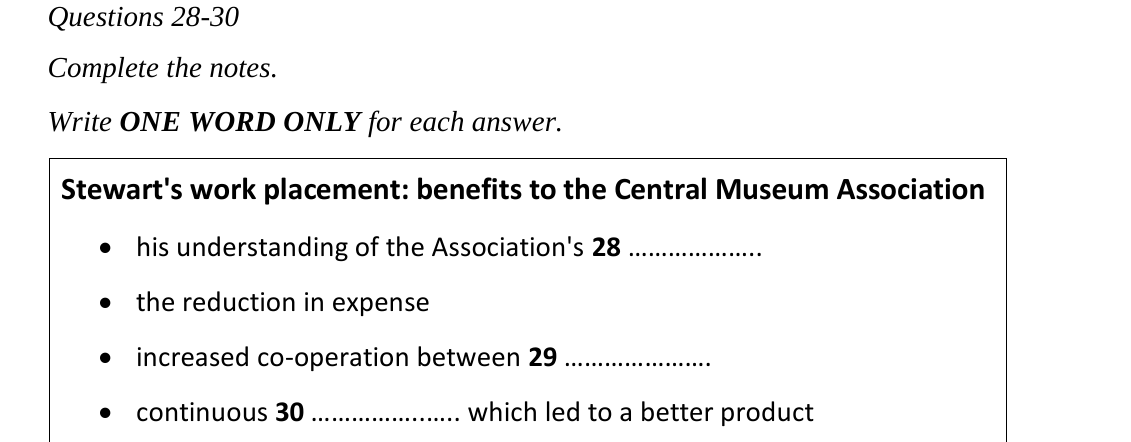 Questions 28-30
Complete the notes.
Write ONE WORD ONLY for each answer.
Stewart's work placement: benefits to the Central Museum Association
• his understanding of the Association's 28 ………………..
• the reduction in expense
• increased co-operation between 29 ………………….
• continuous 30 ……………..….. which led to a better product